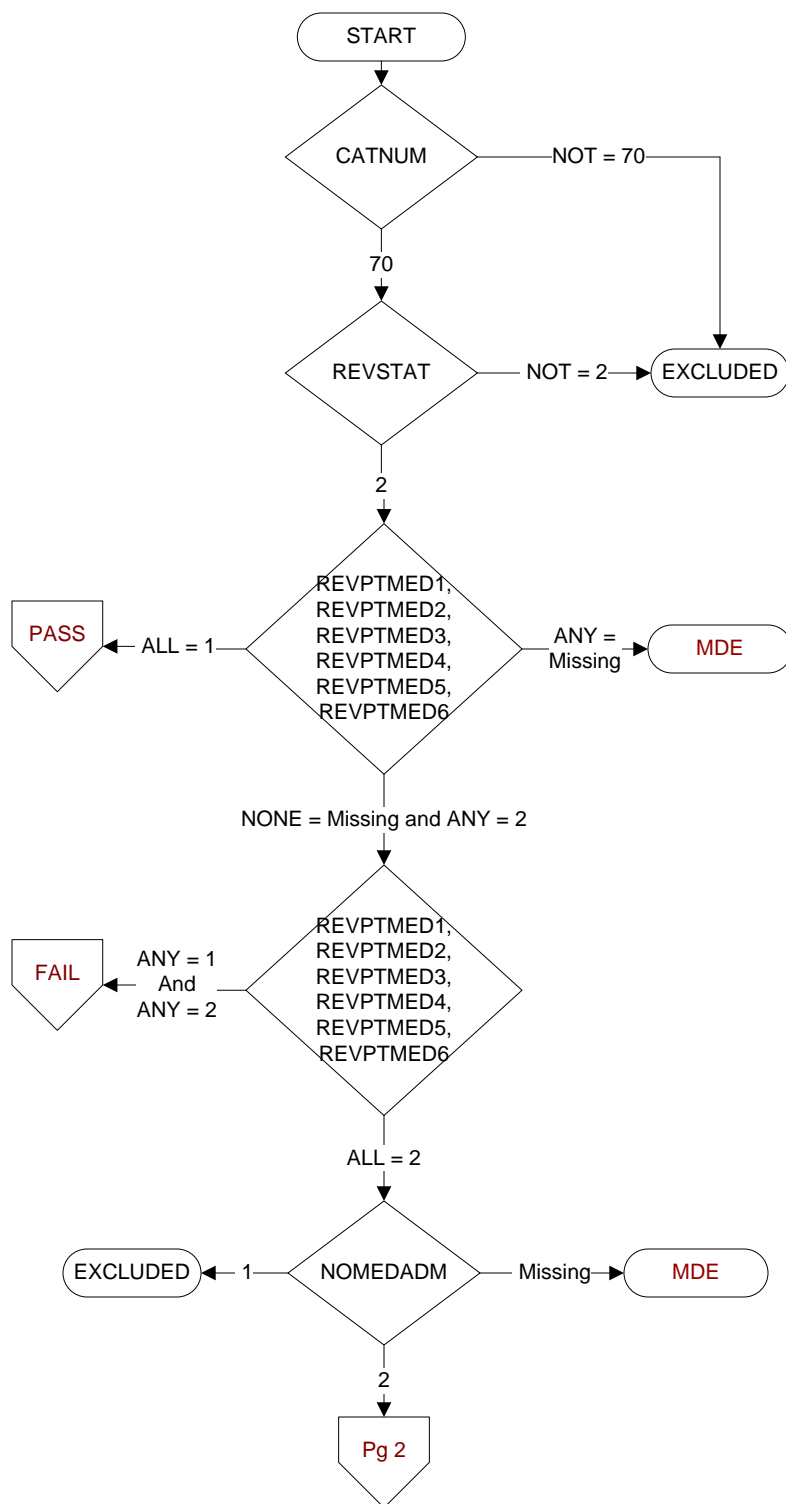 START
CATNUM
NOT = 70
70
REVSTAT
NOT = 2
EXCLUDED
2
REVPTMED1,
REVPTMED2,
REVPTMED3,
REVPTMED4,
REVPTMED5,
REVPTMED6
PASS
ALL = 1
ANY =
Missing
MDE
NONE = Missing and ANY = 2
REVPTMED1,
REVPTMED2,
REVPTMED3,
REVPTMED4,
REVPTMED5,
REVPTMED6
FAIL
ANY = 1
And
ANY = 2
ALL = 2
EXCLUDED
1
NOMEDADM
Missing
MDE
2
Pg 2